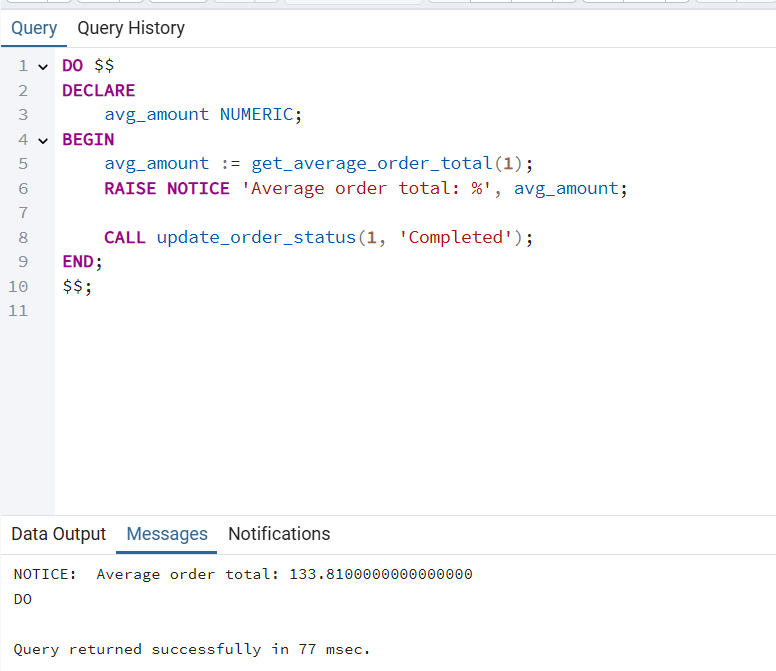 Query Query History
1 DO $$
2 DECLARE
3 avg_amount NUMERIC;
4 BEGIN
5 avg_amount := get_average_order_total(1);
6 RAISE NOTICE 'Average order total: %', avg_amount;
7
8 CALL update_order_status(1, 'Completed');
9 END;
10 $$;
11
Data Output Messages Notifications
NOTICE:  Average order total: 133.8100000000000000
DO
Query returned successfully in 77 msec.